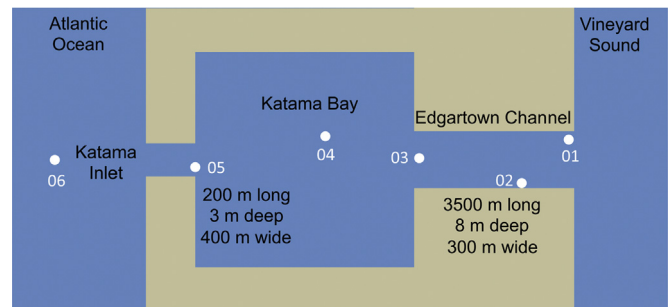 Atlantic
Ocean
Vineyard
Sound
Katama Bay
Edgartown Channel
01
04
03
Katama
Inlet
05
06
02
200 m long
3 m deep
400 m wide
3500 m long
8 m deep
300 m wide